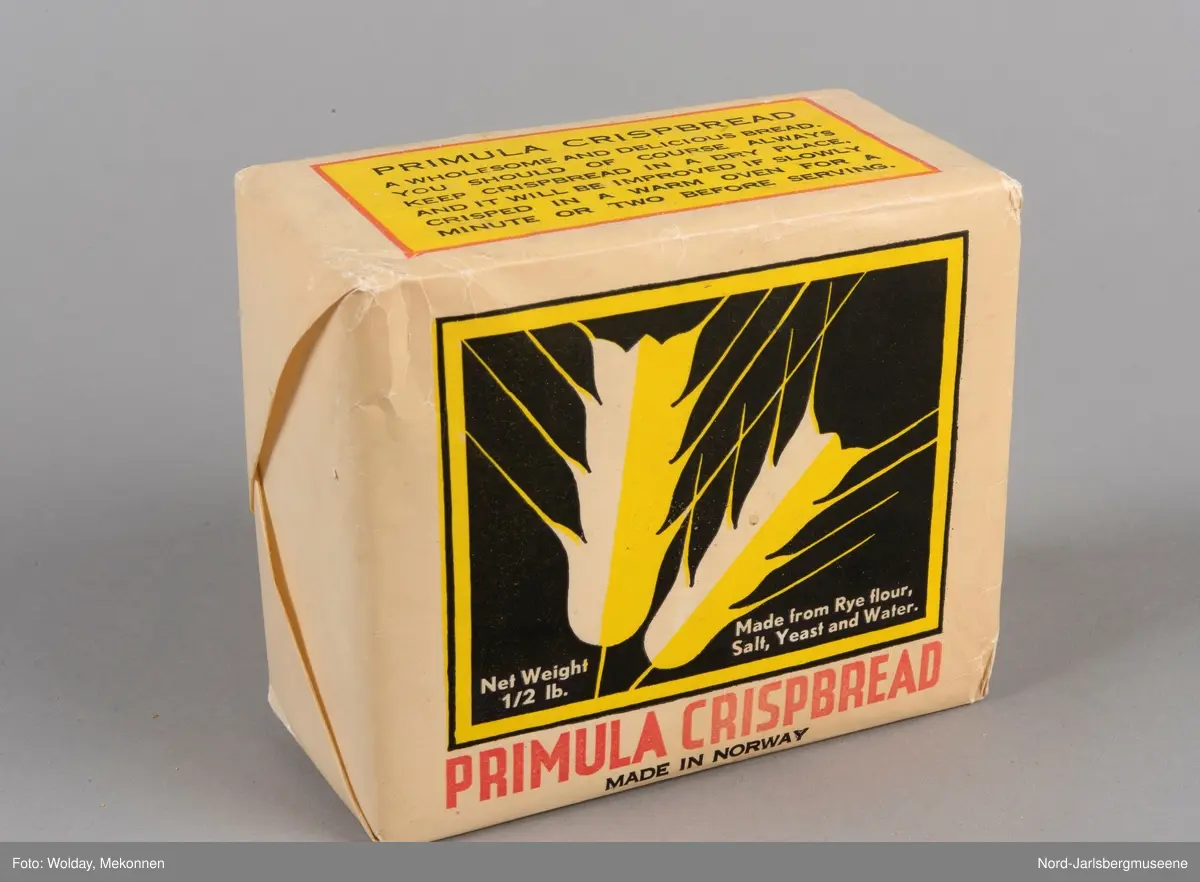 PRIMULA CRISPBREAD
A WHOLESOME AND DELICIOUS BREAD.
YOU SHOULD OF COURSE ALWAYS
KEEP CRISPBREAD IN A DRY PLACE,
AND IT WILL BE IMPROVED IF SLOWLY
CRISPED IN A WARM OVEN FOR A
MINUTE OR TWO BEFORE SERVING.
Net Weight
1/2 lb.
Made from Rye flour,
Salt, Yeast and Water.
PRIMULA CRISPBREAD
MADE IN NORWAY
Foto: Wolday, Mekonnen
Nord-Jarlsbergmuseene